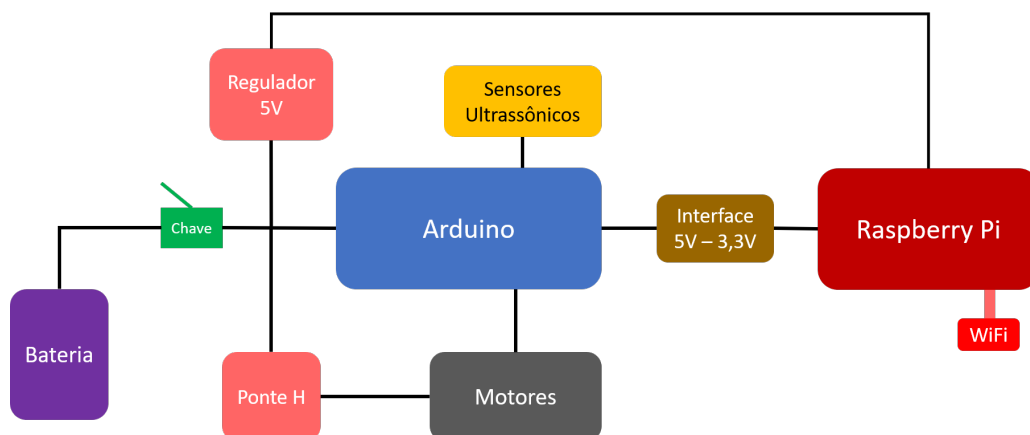 Regulador
5V
Sensores
Ultrassônicos
Chave
Arduino
Interface
5V – 3,3V
Raspberry Pi
Bateria
WiFi
Ponte H
Motores